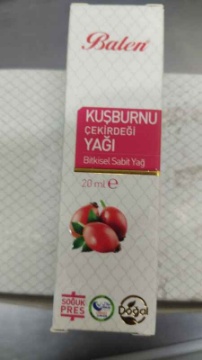 Balen
KUŞBURNU
ÇEKİRDEĞİ
YAĞI
Bitkisel Sabit Yağ
20 ml e
SOĞUK
PRES
Doğal